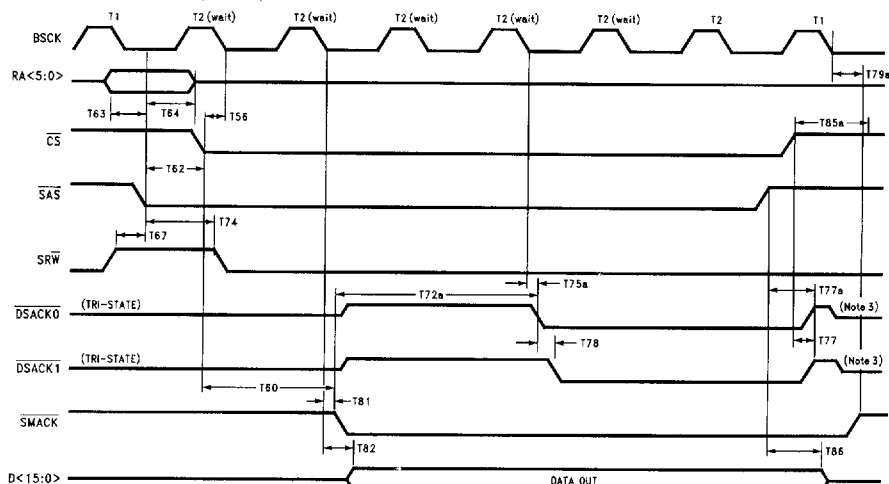 T1 T2 (wait) T2 (wait) T2 (wait) T2 (wait) T2 (wait) T2 T1
BSCK
T79a
RA<5:0>
T63 T64 T56 T85a
CS
T62
SAS
T67 T74
SRW
T72a T75a T77a
DSACK0 (TRI-STATE) (Note 3)
T78 T77
DSACK1 (TRI-STATE) (Note 3)
T60 T81
SMACK
T82 T86
D<15:0> DATA OUT